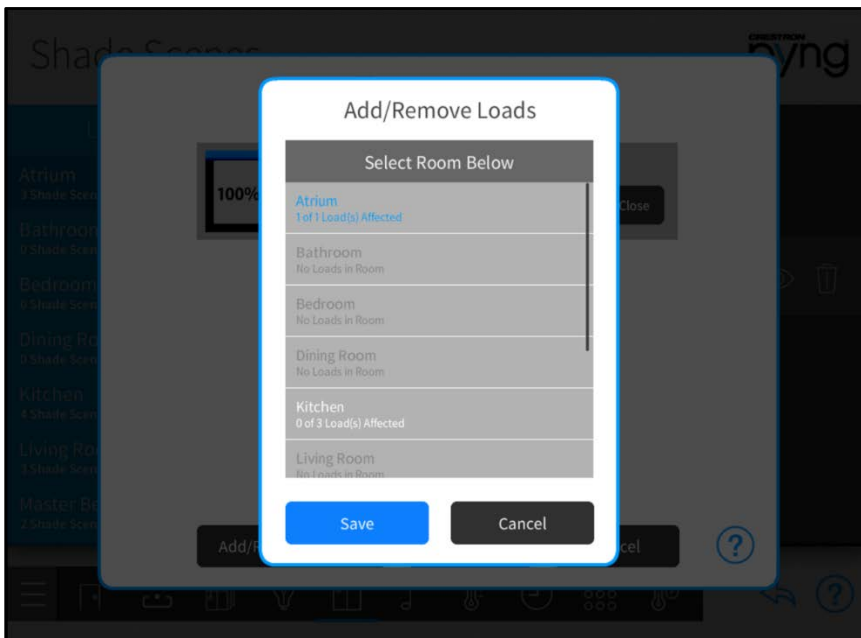 Shade Scenes
CRESTRON
pyng
Add/Remove Loads
Select Room Below
Atrium
1 of 1 Load(s) Affected
Bathroom
No Loads in Room
Bedroom
No Loads in Room
Dining Room
No Loads in Room
Kitchen
0 of 3 Load(s) Affected
Living Room
No Loads in Room
Save
Cancel
100%
Close
Atrium
3 Shade Scen
Bathroom
0 Shade Scen
Bedroom
0 Shade Scen
Dining Ro
0 Shade Scen
Kitchen
4 Shade Scen
Living Ro
3 Shade Scen
Master Be
2 Shade Scen
Add/R
cel
?
?